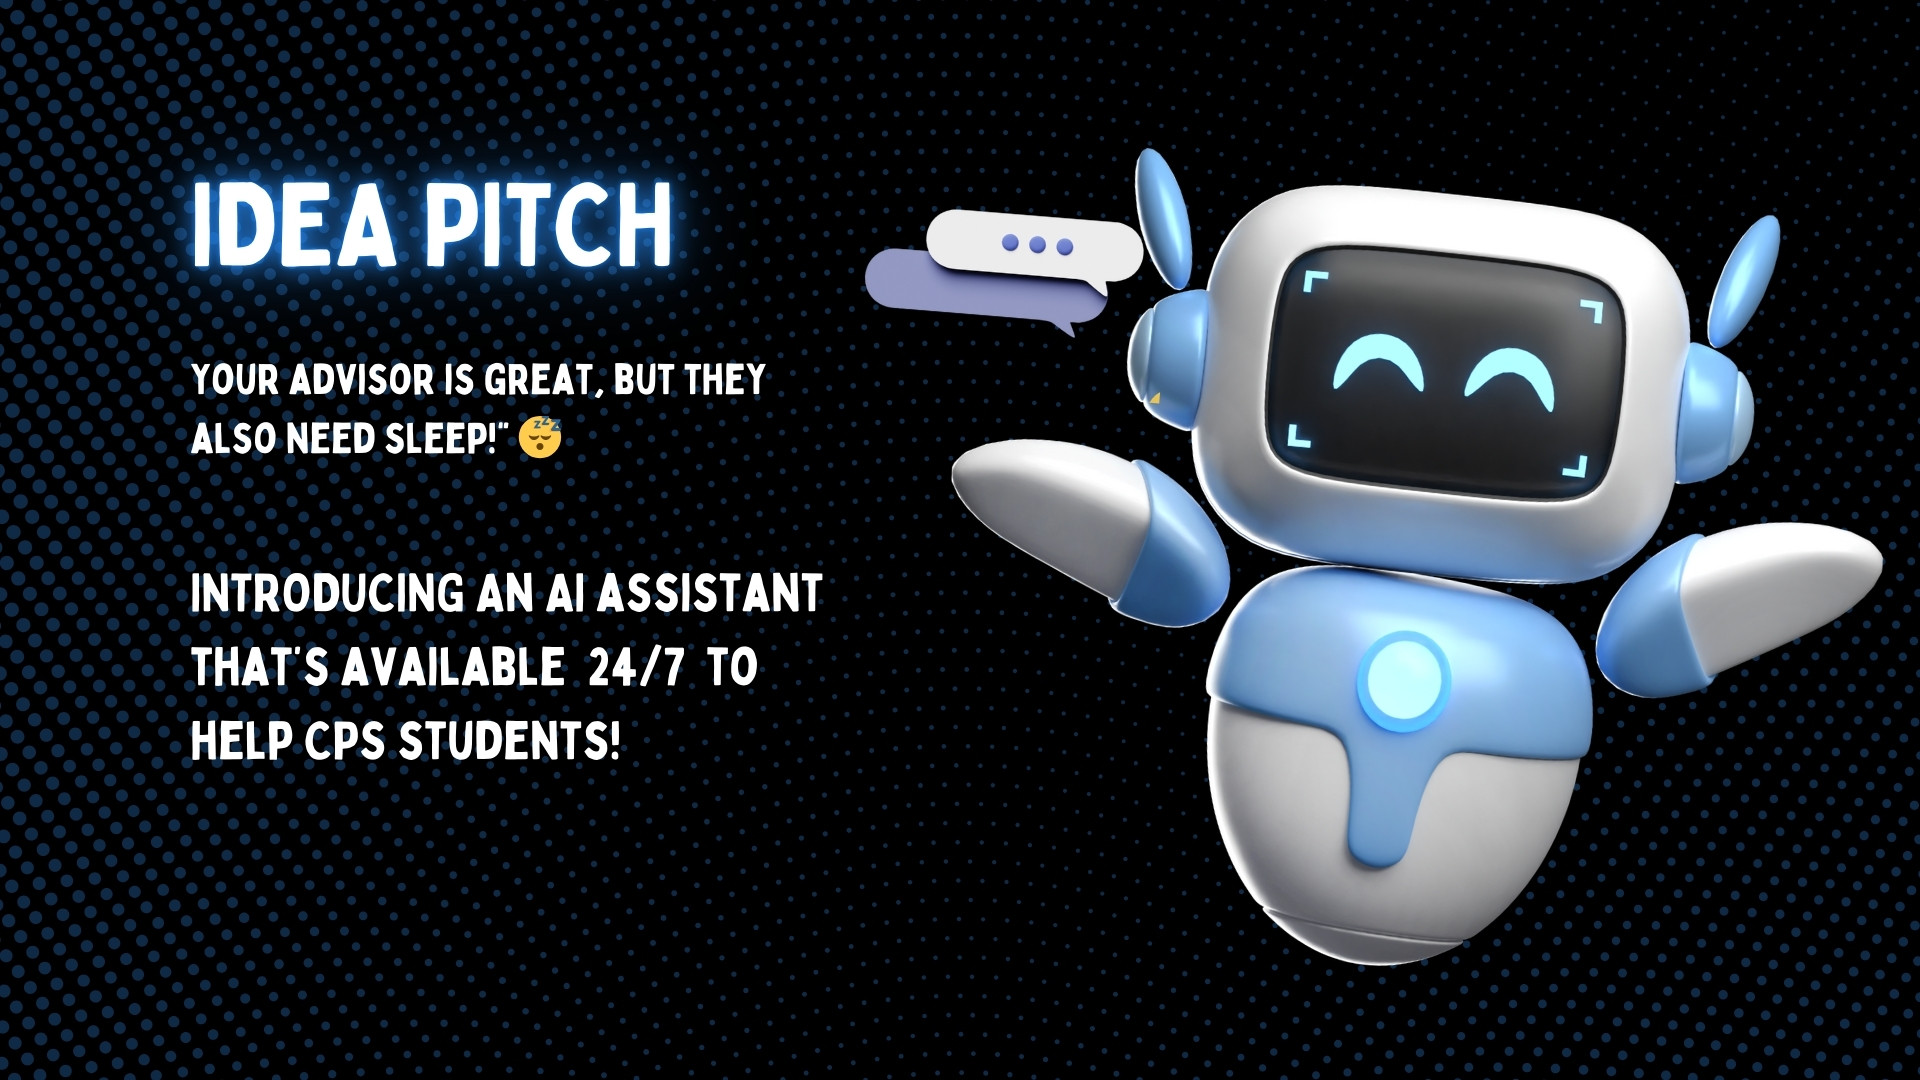 IDEA PITCH
YOUR ADVISOR IS GREAT, BUT THEY
ALSO NEED SLEEP!" 😴
INTRODUCING AN AI ASSISTANT
THAT'S AVAILABLE 24/7 TO
HELP CPS STUDENTS!